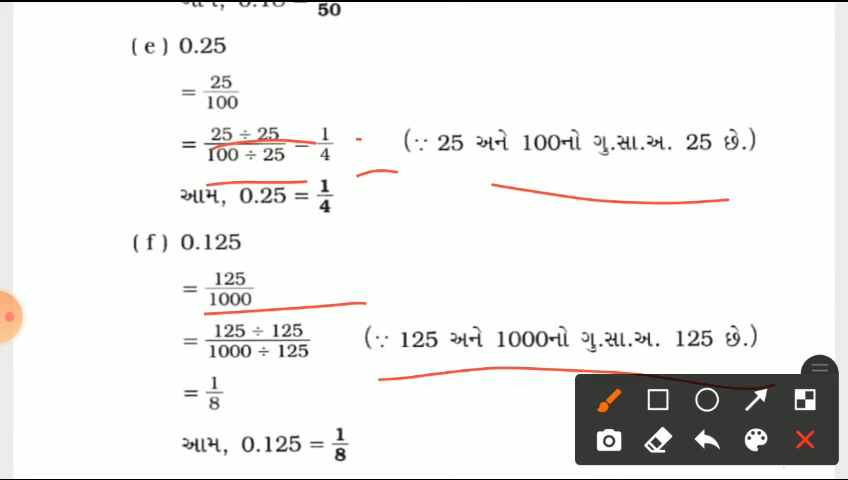 50
( e ) 0.25
= 25/100
= 25 ÷ 25/100 ÷ 25 = 1/4 (∵ 25 અને 100નો ગુ.સા.અ. 25 છે.)
આમ, 0.25 = 1/4
( f ) 0.125
= 125/1000
= 125 ÷ 125/1000 ÷ 125 (∵ 125 અને 1000નો ગુ.સા.અ. 125 છે.)
= 1/8
આમ, 0.125 = 1/8